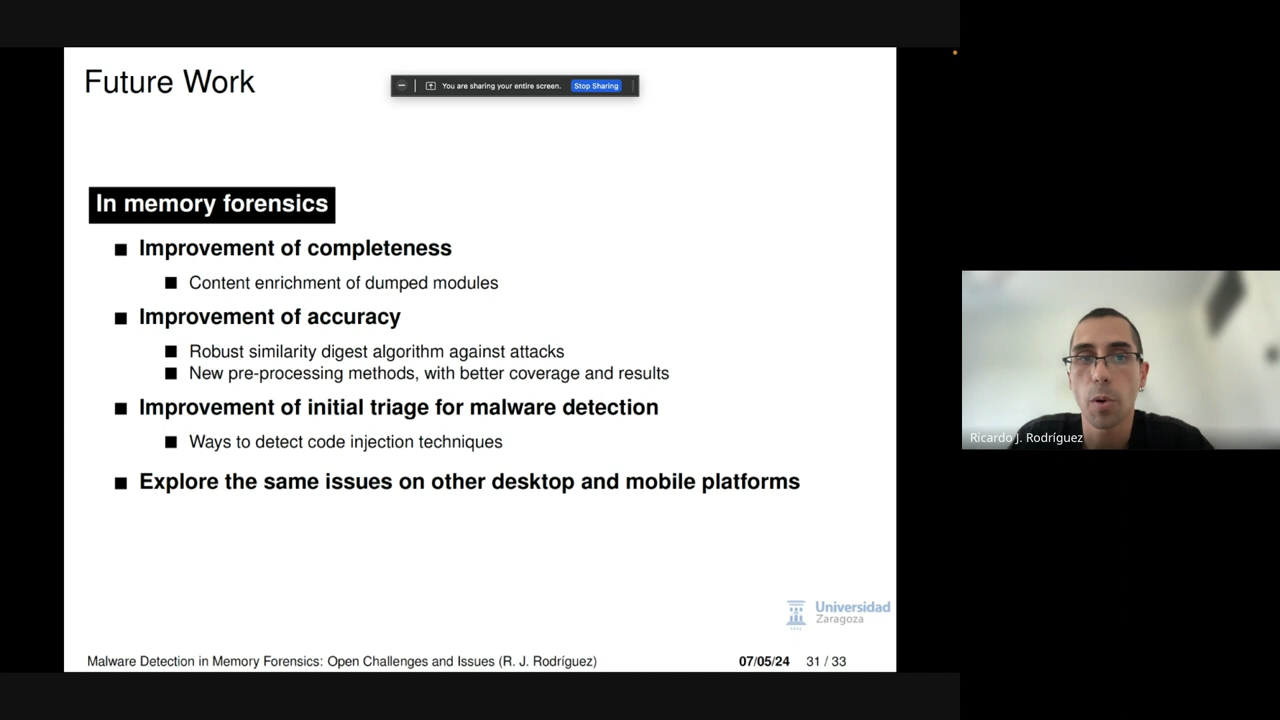 Future Work
You are sharing your entire screen. Stop Sharing
In memory forensics
Improvement of completeness
Content enrichment of dumped modules
Improvement of accuracy
Robust similarity digest algorithm against attacks
New pre-processing methods, with better coverage and results
Improvement of initial triage for malware detection
Ways to detect code injection techniques
Explore the same issues on other desktop and mobile platforms
Ricardo J. Rodríguez
Universidad
Zaragoza
Malware Detection in Memory Forensics: Open Challenges and Issues (R. J. Rodríguez) 07/05/24 31 / 33